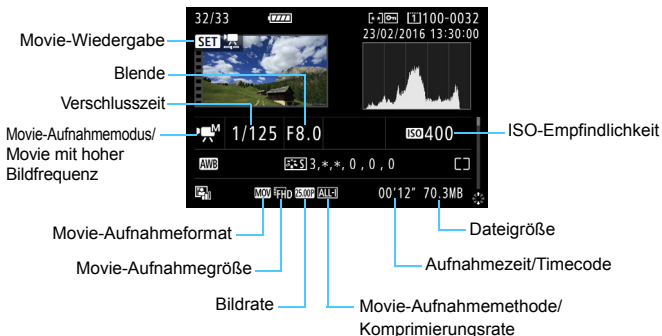 32/33 1 100-0032
23/02/2016 13:30:00
Movie-Wiedergabe
SET
Blende
Verschlusszeit
Movie-Aufnahmemodus/
Movie mit hoher
Bildfrequenz
M 1/125 F8.0 ISO 400
ISO-Empfindlichkeit
AWB S 3,*,*,0,0,0
MOV FHD 25.00P ALL-I 00'12" 70.3MB
Movie-Aufnahmeformat
Dateigröße
Movie-Aufnahmegröße
Aufnahmezeit/Timecode
Bildrate
Movie-Aufnahmemethode/
Komprimierungsrate